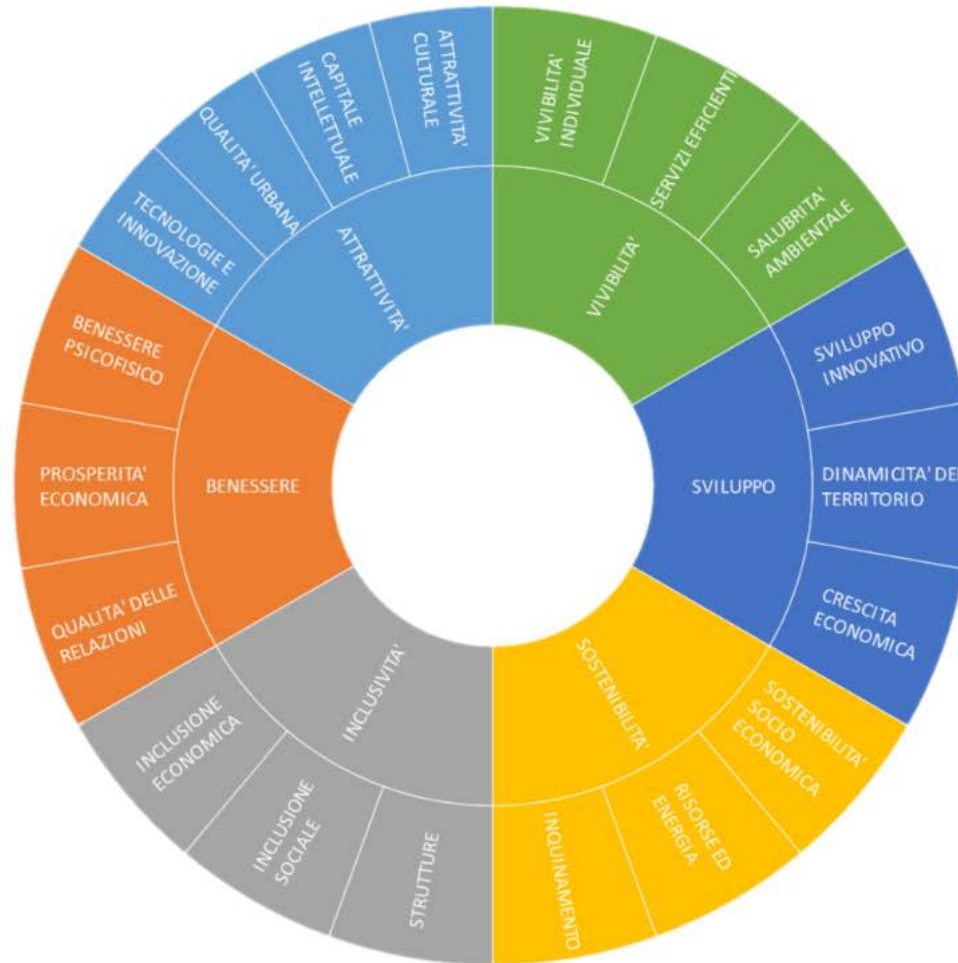 VIVIBILITA'
INDIVIDUALE
SERVIZI EFFICIENTI
SALUBRITA'
AMBIENTALE
VIVIBILITA'
SVILUPPO
INNOVATIVO
DINAMICITA' DEL
TERRITORIO
CRESCITA
ECONOMICA
SVILUPPO
SOSTENIBILITA'
SOCIO
ECONOMICA
RISORSE ED
ENERGIA
INQUINAMENTO
SOSTENIBILITA'
STRUTTURE
INCLUSIONE
SOCIALE
INCLUSIONE
ECONOMICA
INCLUSIVITA'
QUALITA' DELLE
RELAZIONI
PROSPERITA'
ECONOMICA
BENESSERE
PSICOFISICO
BENESSERE
TECNOLOGIE E
INNOVAZIONE
QUALITA' URBANA
CAPITALE
INTELLETTUALE
ATTRATTIVITA'
CULTURALE
ATTRATTIVITA'